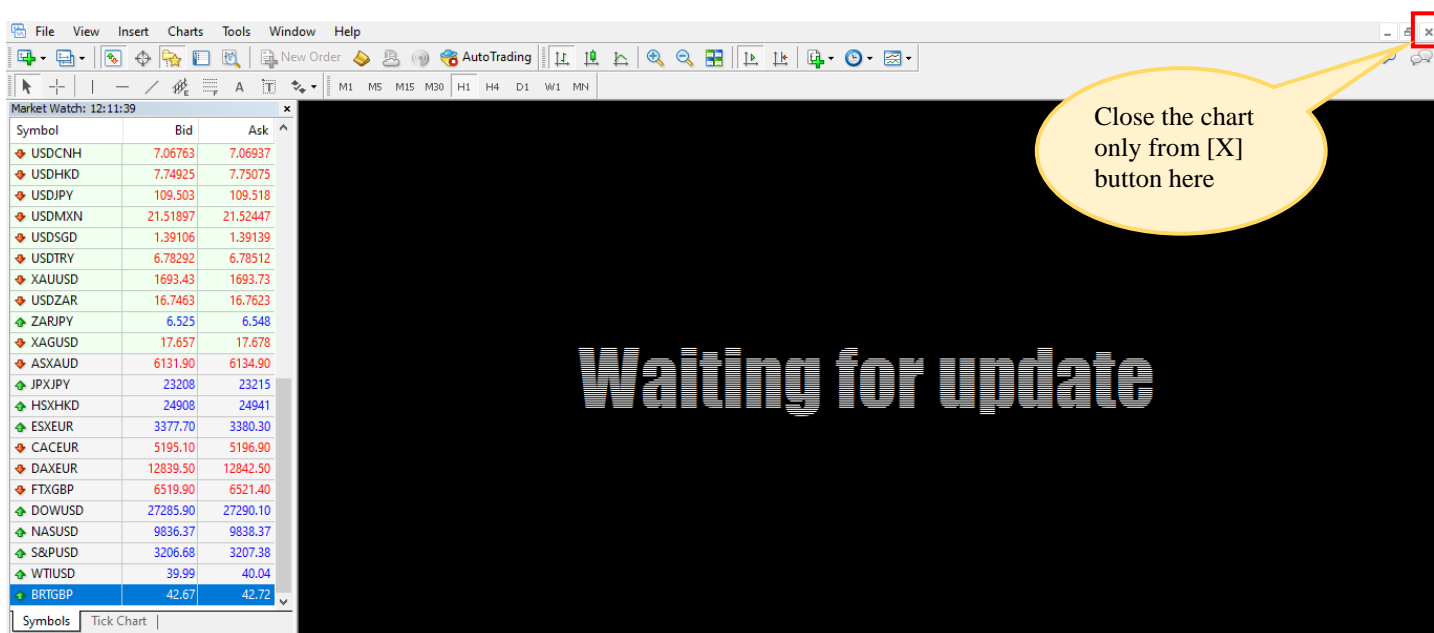 File View Insert Charts Tools Window Help
New Order AutoTrading
A T M1 M5 M15 M30 H1 H4 D1 W1 MN
Market Watch: 12:11:39
Symbol Bid Ask
USDCNH 7.06763 7.06937
USDHKD 7.74925 7.75075
USDJPY 109.503 109.518
USDMXN 21.51897 21.52447
USDSGD 1.39106 1.39139
USDTRY 6.78292 6.78512
XAUUSD 1693.43 1693.73
USDZAR 16.7463 16.7623
ZARJPY 6.525 6.548
XAGUSD 17.657 17.678
ASXAUD 6131.90 6134.90
JPXJPY 23208 23215
HSXHKD 24908 24941
ESXEUR 3377.70 3380.30
CACEUR 5195.10 5196.90
DAXEUR 12839.50 12842.50
FTXGBP 6519.90 6521.40
DOWUSD 27285.90 27290.10
NASUSD 9836.37 9838.37
S&PUSD 3206.68 3207.38
WTIUSD 39.99 40.04
BRTGBP 42.67 42.72
Symbols Tick Chart
Close the chart
only from [X]
button here
Waiting for update